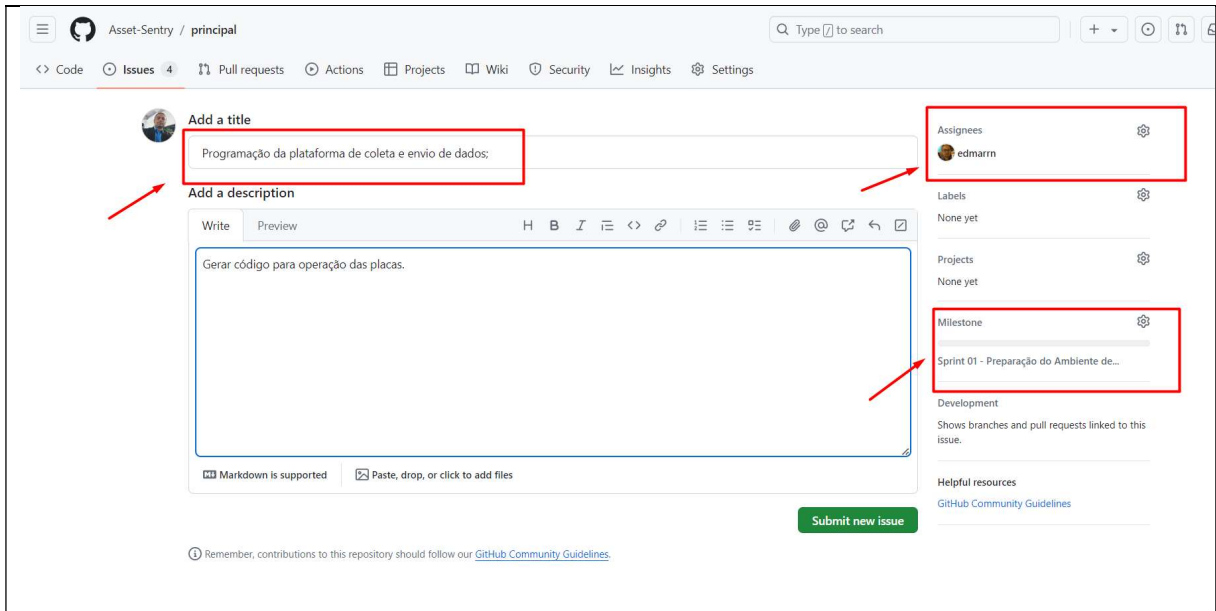 Asset-Sentry / principal
Type / to search
Code Issues 4 Pull requests Actions Projects Wiki Security Insights Settings
Add a title
Programação da plataforma de coleta e envio de dados;
Add a description
Write Preview
Gerar código para operação das placas.
Markdown is supported
Paste, drop, or click to add files
Submit new issue
Remember, contributions to this repository should follow our GitHub Community Guidelines.
Assignees
edmarrn
Labels
None yet
Projects
None yet
Milestone
Sprint 01 - Preparação do Ambiente de...
Development
Shows branches and pull requests linked to this
issue.
Helpful resources
GitHub Community Guidelines